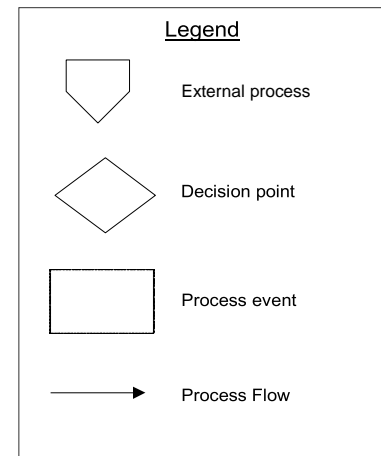 Legend
External process
Decision point
Process event
Process Flow